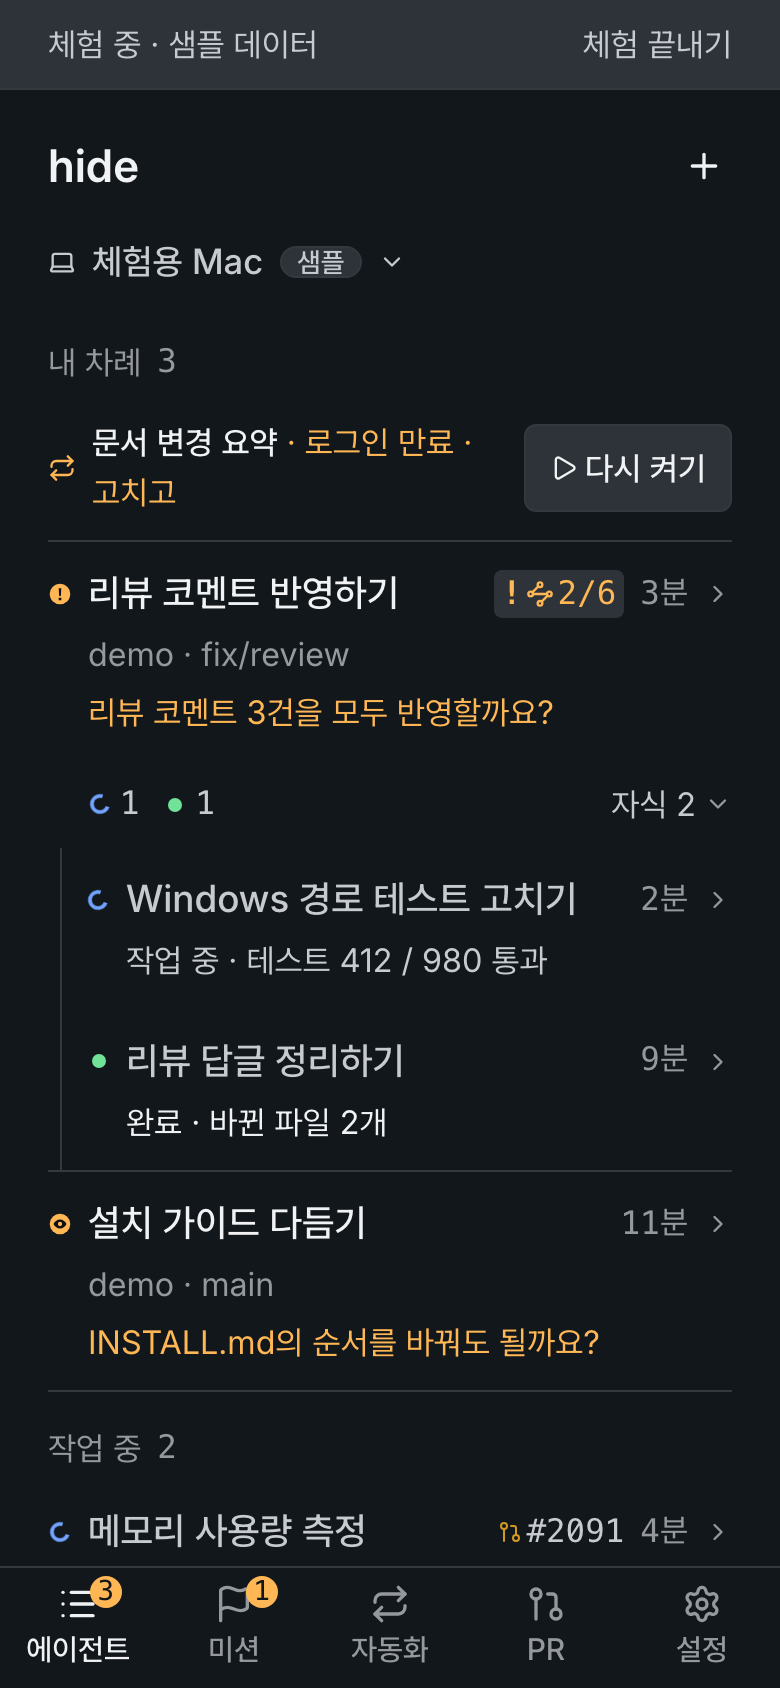 체험 중 · 샘플 데이터 체험 끝내기
hide
체험용 Mac 샘플
내 차례 3
문서 변경 요약 · 로그인 만료 ·
고치고
다시 켜기
리뷰 코멘트 반영하기 ! 2/6 3분
demo · fix/review
리뷰 코멘트 3건을 모두 반영할까요?
1 1 자식 2
Windows 경로 테스트 고치기 2분
작업 중 · 테스트 412 / 980 통과
리뷰 답글 정리하기 9분
완료 · 바뀐 파일 2개
설치 가이드 다듬기 11분
demo · main
INSTALL.md의 순서를 바꿔도 될까요?
작업 중 2
메모리 사용량 측정 #2091 4분
3 1
에이전트 미션 자동화 PR 설정